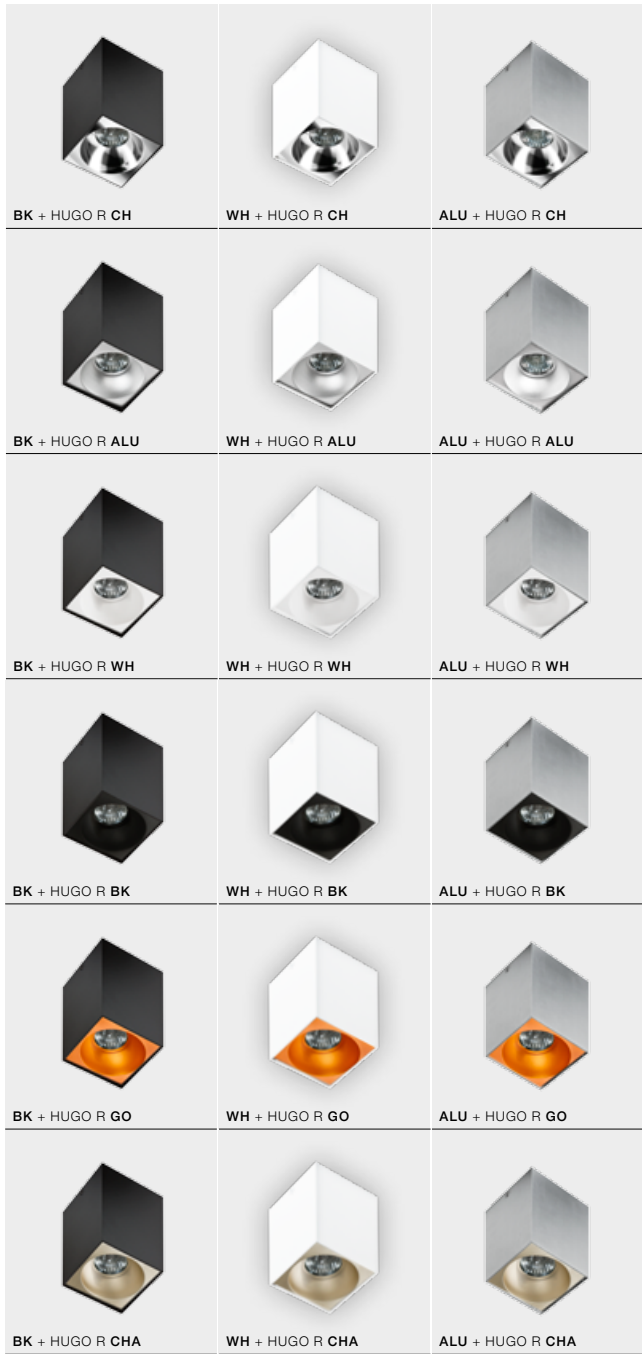 BK + HUGO R CH
WH + HUGO R CH
ALU + HUGO R CH
BK + HUGO R ALU
WH + HUGO R ALU
ALU + HUGO R ALU
BK + HUGO R WH
WH + HUGO R WH
ALU + HUGO R WH
BK + HUGO R BK
WH + HUGO R BK
ALU + HUGO R BK
BK + HUGO R GO
WH + HUGO R GO
ALU + HUGO R GO
BK + HUGO R CHA
WH + HUGO R CHA
ALU + HUGO R CHA